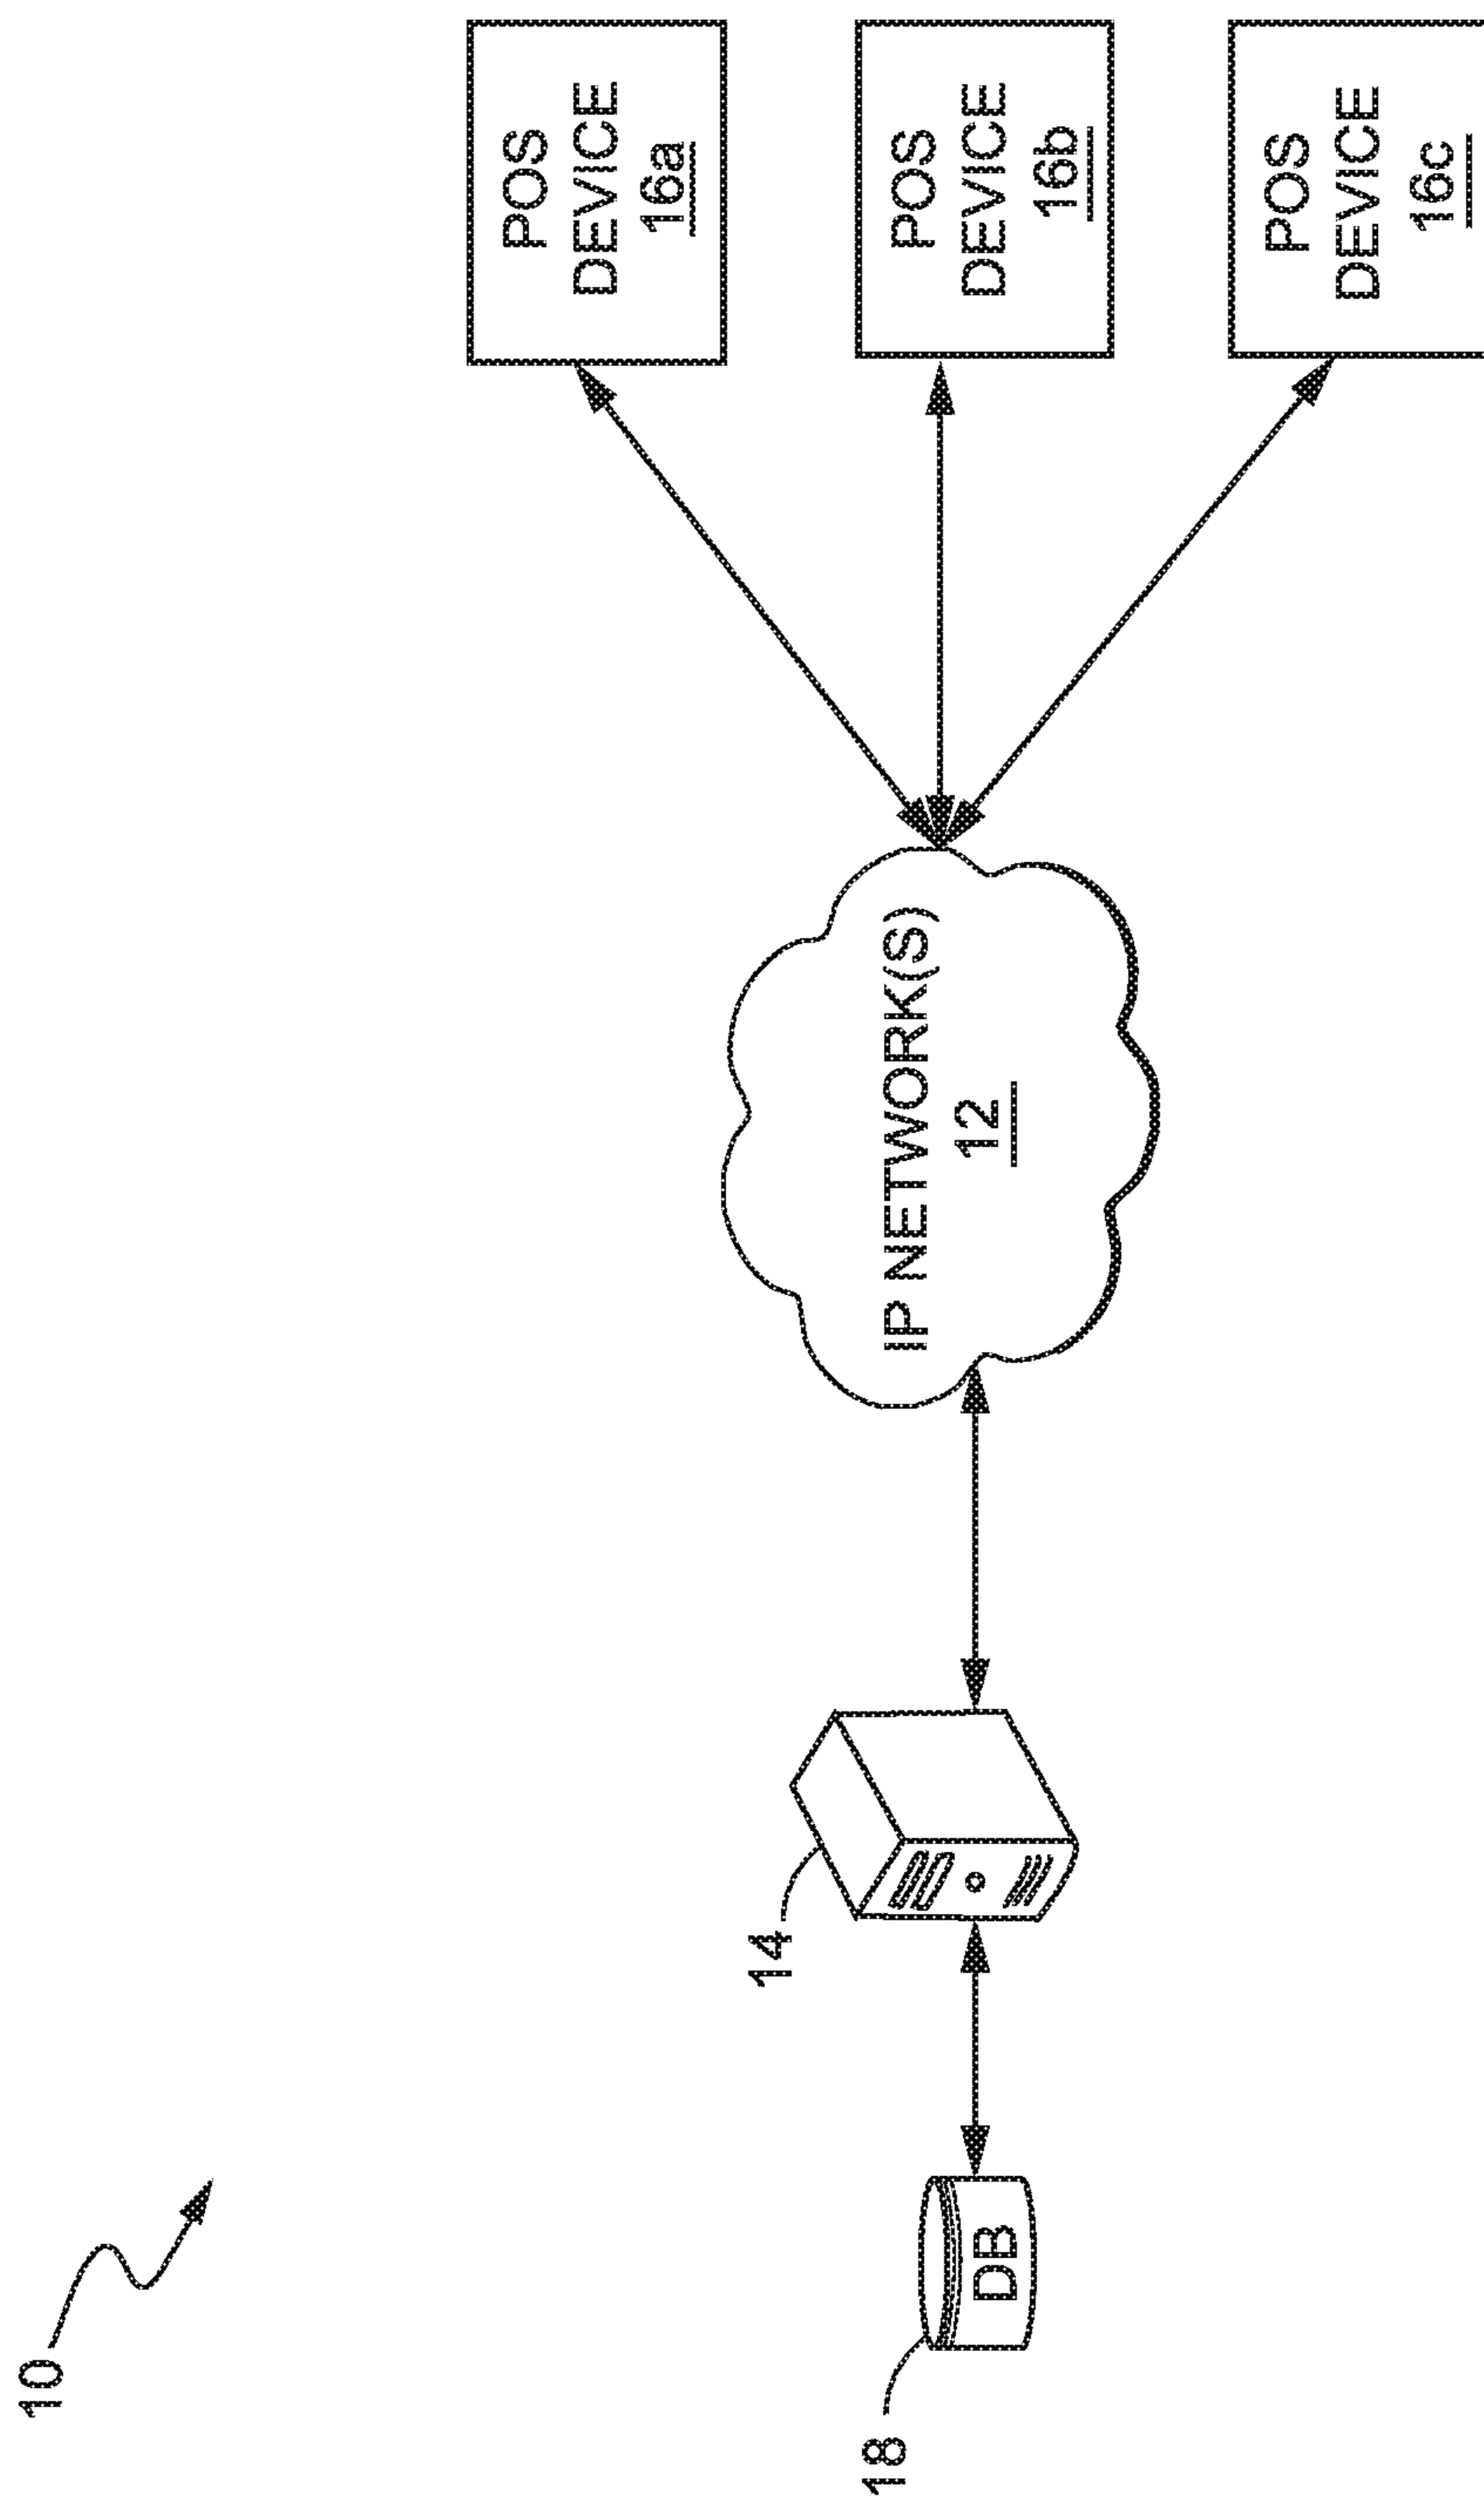 10
18
DB
14
IP NETWORK(S)
12
POS
DEVICE
16a
POS
DEVICE
16b
POS
DEVICE
16c